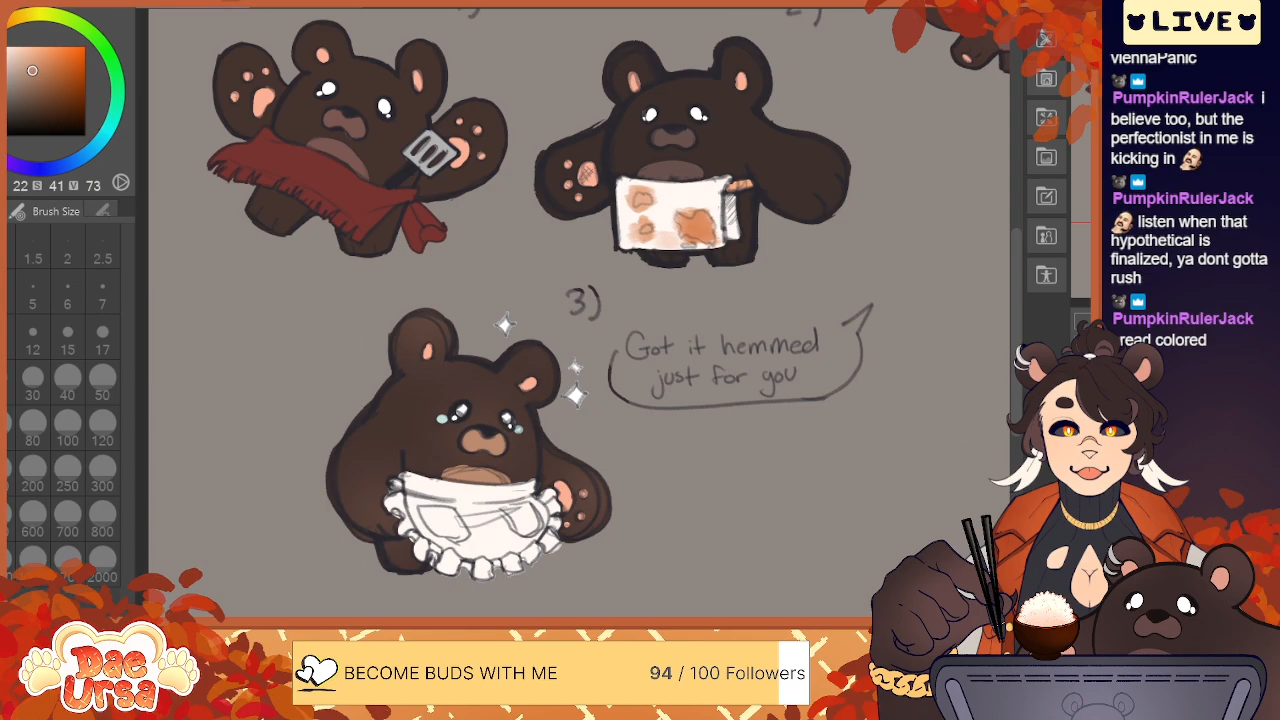 LIVE
viennaPanic
PumpkinRulerJack i
believe too, but the
perfectionist in me is
kicking in
PumpkinRulerJack
listen when that
hypothetical is
finalized, ya dont gotta
rush
PumpkinRulerJack
read colored
22 S 41 V 73
Brush Size
1.5 2 2.5
5 6 7
12 15 17
30 40 50
80 100 120
200 250 300
600 700 800
2000
3)
Got it hemmed
just for you
Dae
Ursa
BECOME BUDS WITH ME
94 / 100 Followers